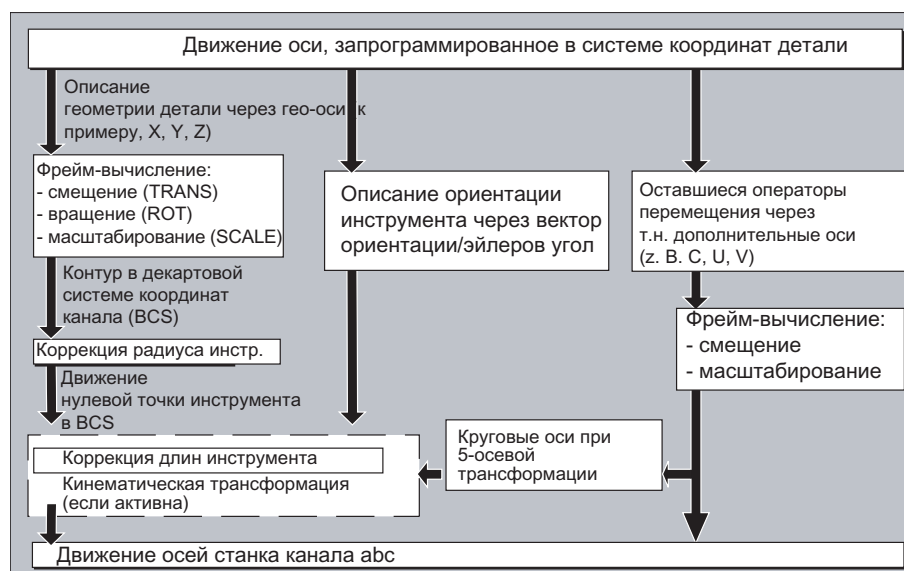 Движение оси, запрограммированное в системе координат детали
Описание
геометрии детали через гео-оси (к
примеру, X, Y, Z)
Фрейм-вычисление:
- смещение (TRANS)
- вращение (ROT)
- масштабирование (SCALE)
Контур в декартовой
системе координат
канала (BCS)
Коррекция радиуса инстр.
Движение
нулевой точки инструмента
в BCS
Описание ориентации
инструмента через вектор
ориентации/эйлеров угол
Оставшиеся операторы
перемещения через
т.н. дополнительные оси
(z. B. C, U, V)
Фрейм-вычисление:
- смещение
- масштабирование
Круговые оси при
5-осевой
трансформации
Коррекция длин инструмента
Кинематическая трансформация
(если активна)
Движение осей станка канала abc